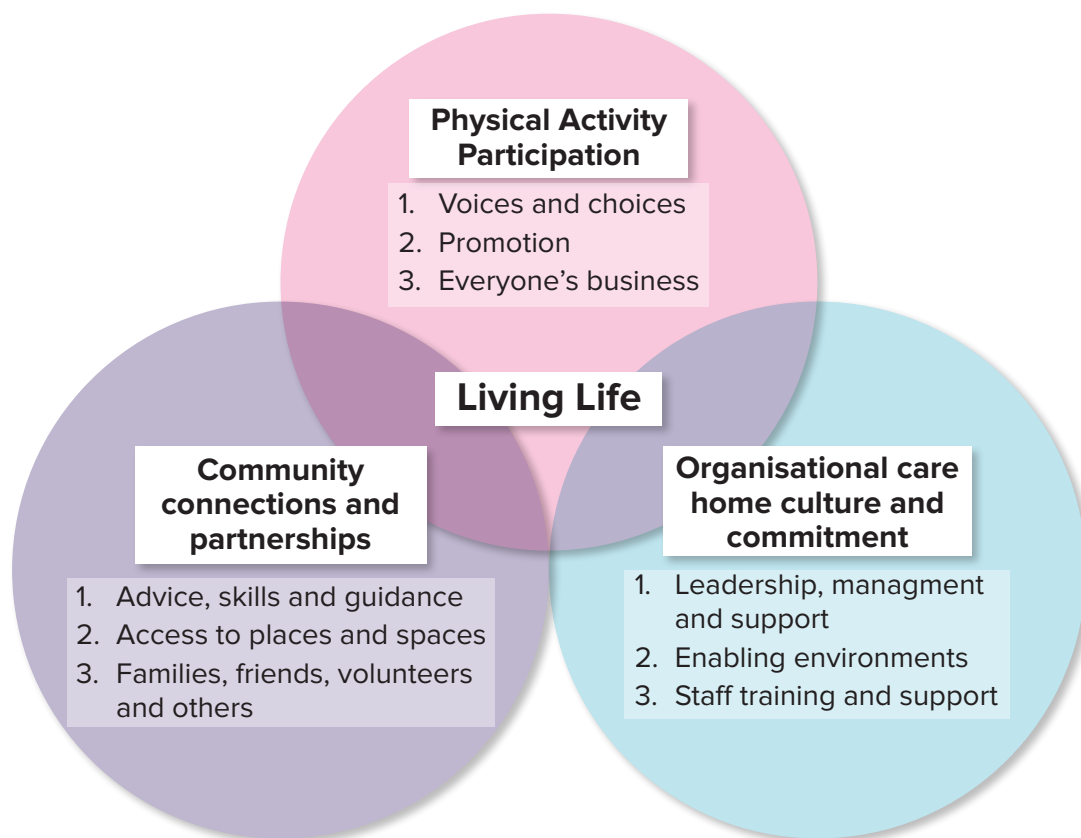 Physical Activity
Participation
1. Voices and choices
2. Promotion
3. Everyone’s business
Living Life
Community
connections and
partnerships
1. Advice, skills and guidance
2. Access to places and spaces
3. Families, friends, volunteers
and others
Organisational care
home culture and
commitment
1. Leadership, managment
and support
2. Enabling environments
3. Staff training and support